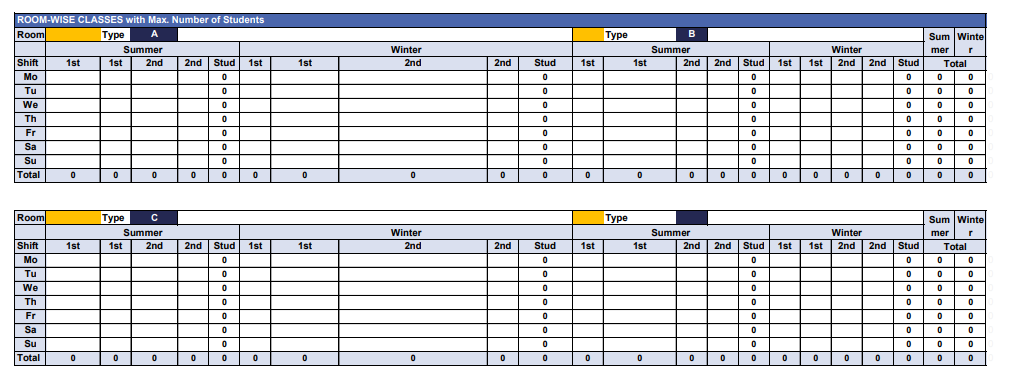 ROOM-WISE CLASSES with Max. Number of Students
Room Type A Type B Sum mer Winte r
Summer Winter Summer Winter
Shift 1st 1st 2nd 2nd Stud 1st 1st 2nd 2nd Stud 1st 1st 2nd 2nd Stud 1st 1st 2nd 2nd Stud Total
Mo 0 0 0 0 0 0
Tu 0 0 0 0 0 0
We 0 0 0 0 0 0
Th 0 0 0 0 0 0
Fr 0 0 0 0 0 0
Sa 0 0 0 0 0 0
Su 0 0 0 0 0 0
Total 0 0 0 0 0 0 0 0 0 0 0 0 0 0 0 0 0 0 0 0 0 0
Room Type C Type Sum mer Winte r
Summer Winter Summer Winter
Shift 1st 1st 2nd 2nd Stud 1st 1st 2nd 2nd Stud 1st 1st 2nd 2nd Stud 1st 1st 2nd 2nd Stud Total
Mo 0 0 0 0 0 0
Tu 0 0 0 0 0 0
We 0 0 0 0 0 0
Th 0 0 0 0 0 0
Fr 0 0 0 0 0 0
Sa 0 0 0 0 0 0
Su 0 0 0 0 0 0
Total 0 0 0 0 0 0 0 0 0 0 0 0 0 0 0 0 0 0 0 0 0 0